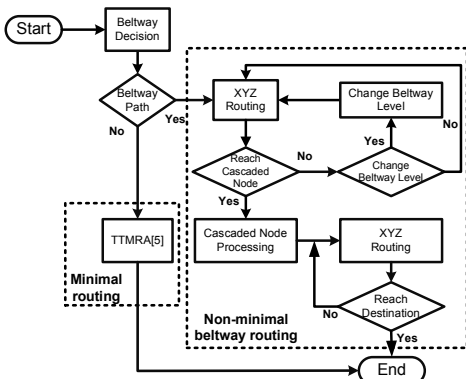 Start
Beltway
Decision
Beltway
Path
Yes
No
XYZ
Routing
Change Beltway
Level
No
Yes
Reach
Cascaded
Node
No
Change
Beltway Level
Yes
TTMRA[5]
Minimal
routing
Cascaded Node
Processing
XYZ
Routing
Reach
Destination
No
Yes
Non-minimal
beltway routing
End